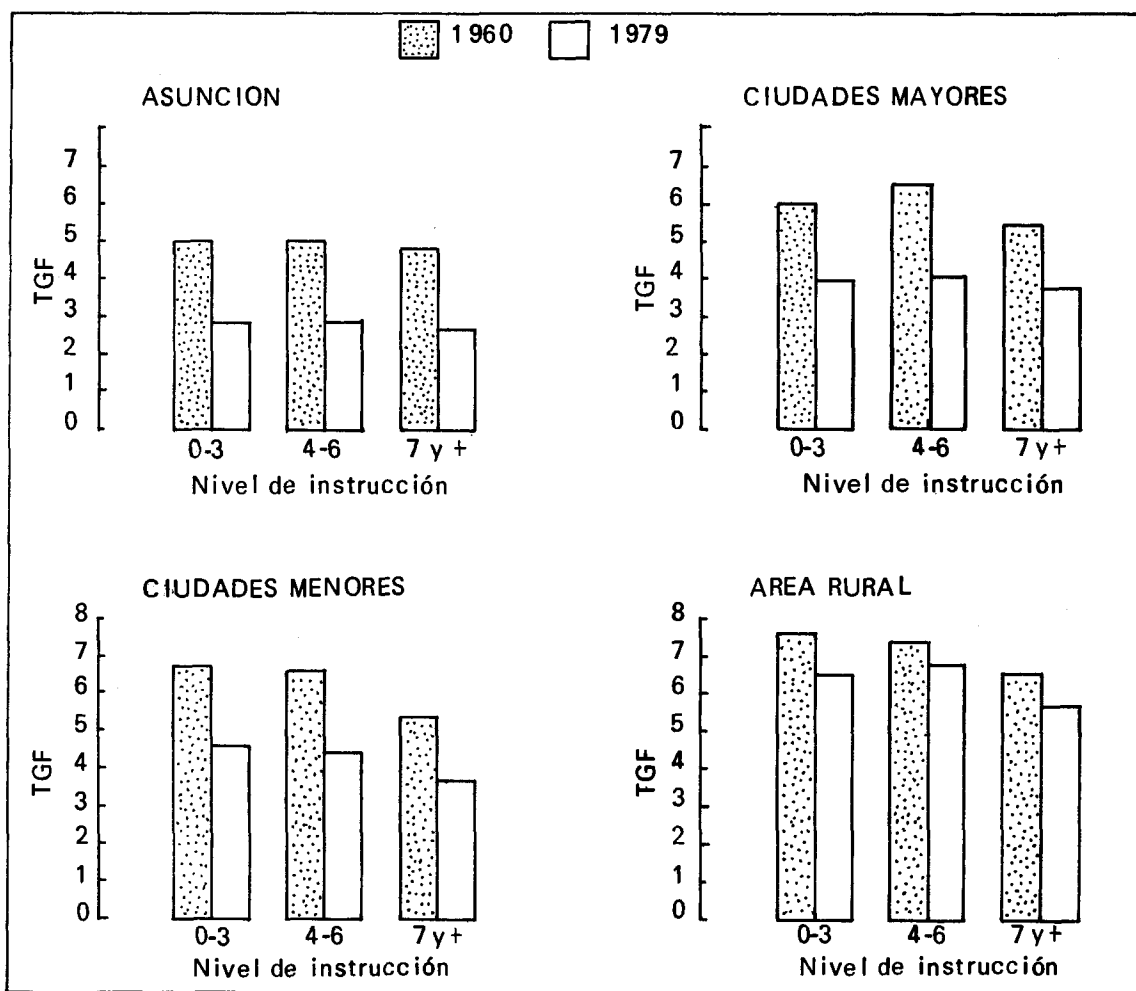 1960 1979
ASUNCION
7
6
5
4
3
2
1
0
TGF
0-3 4-6 7 y +
Nivel de instrucción
CIUDADES MAYORES
7
6
5
4
3
2
1
0
TGF
0-3 4-6 7 y +
Nivel de instrucción
CIUDADES MENORES
8
7
6
5
4
3
2
1
0
TGF
0-3 4-6 7 y +
Nivel de instrucción
AREA RURAL
8
7
6
5
4
3
2
1
0
TGF
0-3 4-6 7 y +
Nivel de instrucción